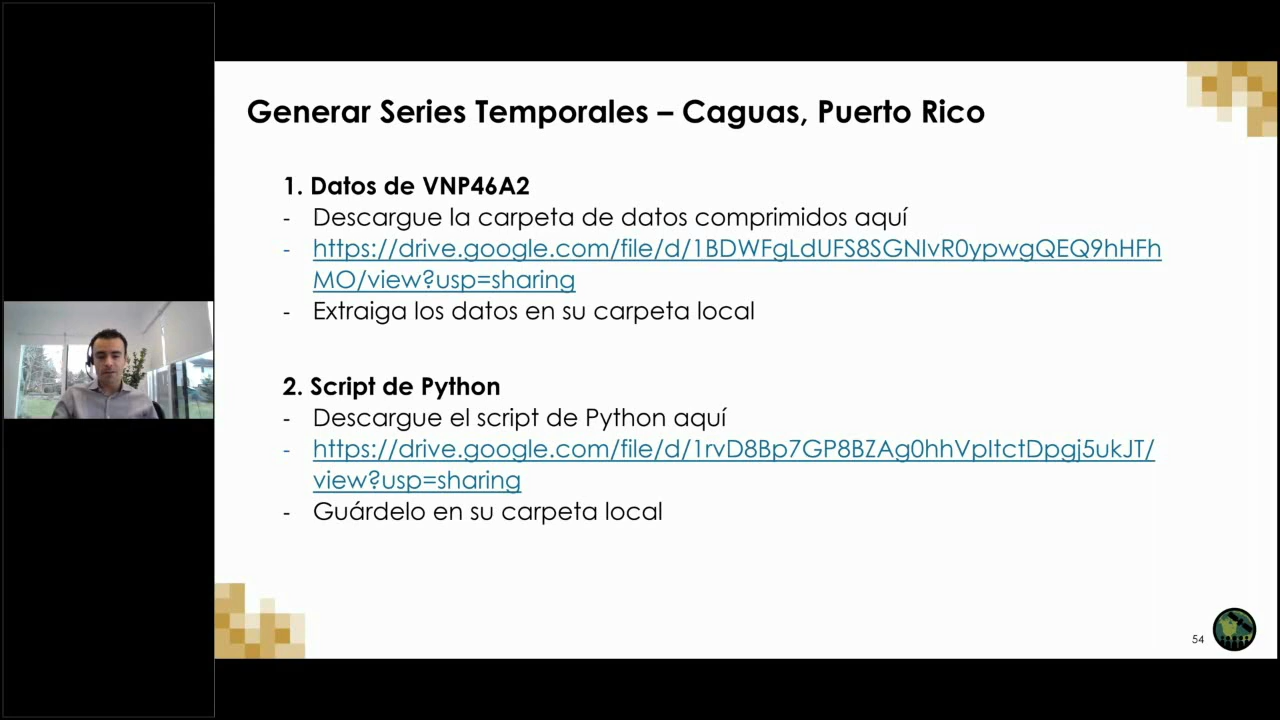 Generar Series Temporales – Caguas, Puerto Rico
1. Datos de VNP46A2
- Descargue la carpeta de datos comprimidos aquí
- https://drive.google.com/file/d/1BDWFgLdUFS8SGNIvR0ypwgQEQ9hHFh
MO/view?usp=sharing
- Extraiga los datos en su carpeta local
2. Script de Python
- Descargue el script de Python aquí
- https://drive.google.com/file/d/1rvD8Bp7GP8BZAg0hhVpItctDpgj5ukJT/
view?usp=sharing
- Guárdelo en su carpeta local
54